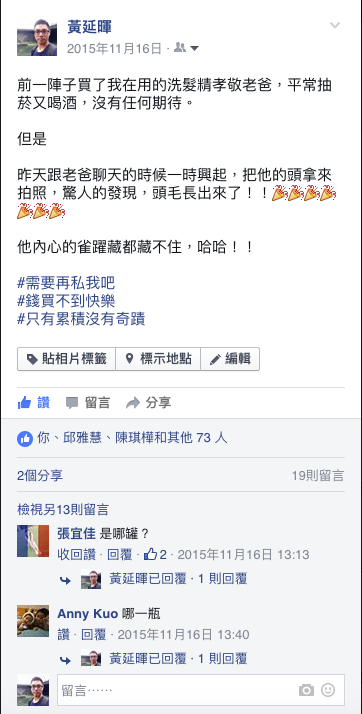 黃延暉
2015年11月16日 ·
前一陣子買了我在用的洗髮精孝敬老爸，平常抽
菸又喝酒，沒有任何期待。
但是
昨天跟老爸聊天的時候一時興起，把他的頭拿來
拍照，驚人的發現，頭毛長出來了！！🎉🎉🎉🎉
🎉🎉🎉
他內心的雀躍藏都藏不住，哈哈！！
#需要再私我吧
#錢買不到快樂
#只有累積沒有奇蹟
貼相片標籤 標示地點 編輯
讚 留言 分享
你、邱雅慧、陳琪樺和其他 73 人
2個分享 19則留言
檢視另13則留言
張宜佳 是哪罐？
收回讚 · 回覆 · 2 · 2015年11月16日 13:13
黃延暉已回覆 · 1 則回覆
Anny Kuo 哪一瓶
讚 · 回覆 · 2015年11月16日 13:40
黃延暉已回覆 · 1 則回覆
留言……